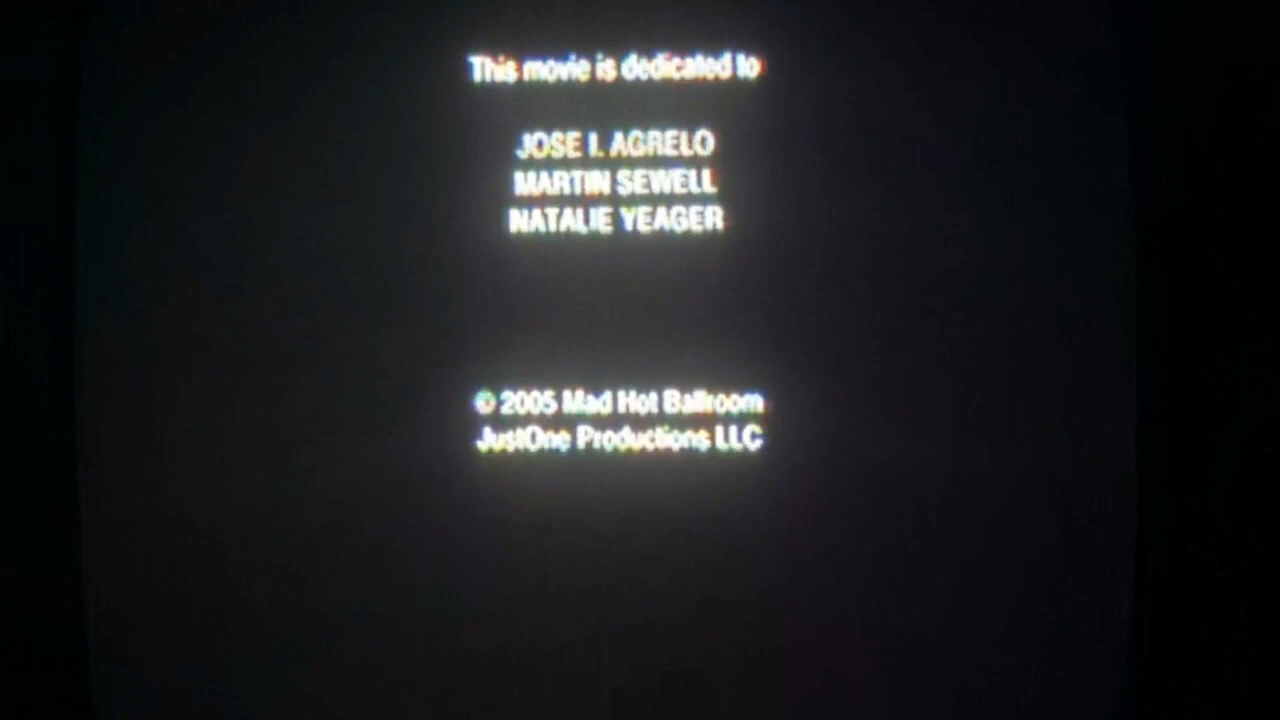 This movie is dedicated to
JOSE I. AGRELO
MARTIN SEWELL
NATALIE YEAGER
© 2005 Mad Hot Ballroom
JustOne Productions LLC